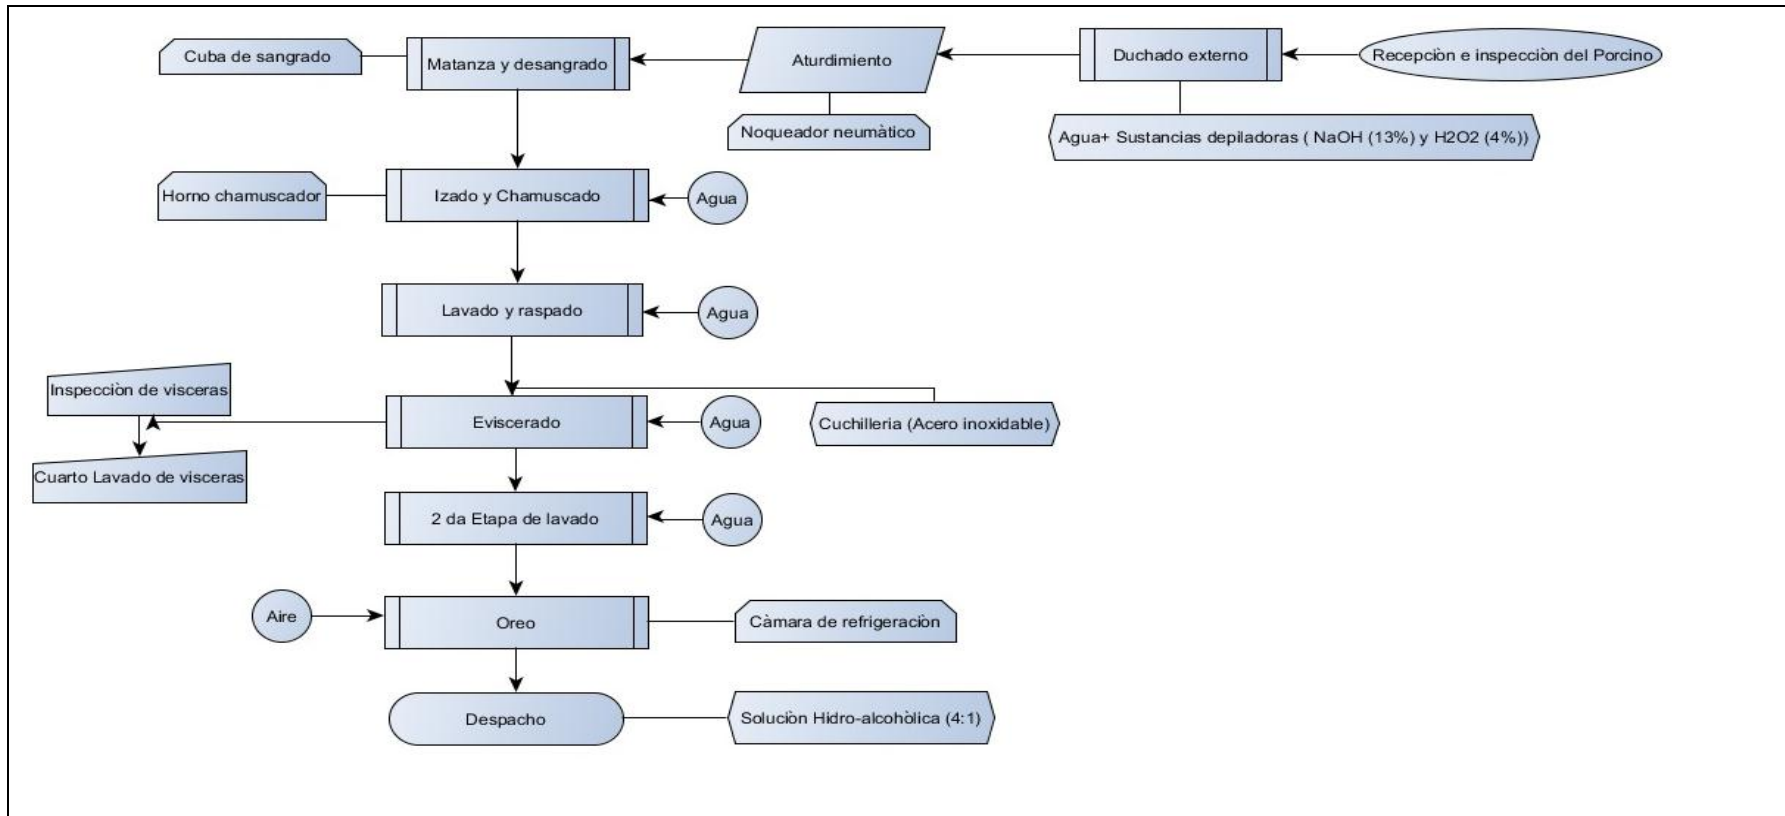 Cuba de sangrado
Matanza y desangrado
Aturdimiento
Duchado externo
Recepciòn e inspecciòn del Porcino
Noqueador neumàtico
Agua+ Sustancias depiladoras ( NaOH (13%) y H2O2 (4%))
Horno chamuscador
Izado y Chamuscado
Agua
Lavado y raspado
Agua
Inspecciòn de visceras
Eviscerado
Agua
Cuchilleria (Acero inoxidable)
Cuarto Lavado de visceras
2 da Etapa de lavado
Agua
Aire
Oreo
Càmara de refrigeraciòn
Despacho
Soluciòn Hidro-alcohòlica (4:1)